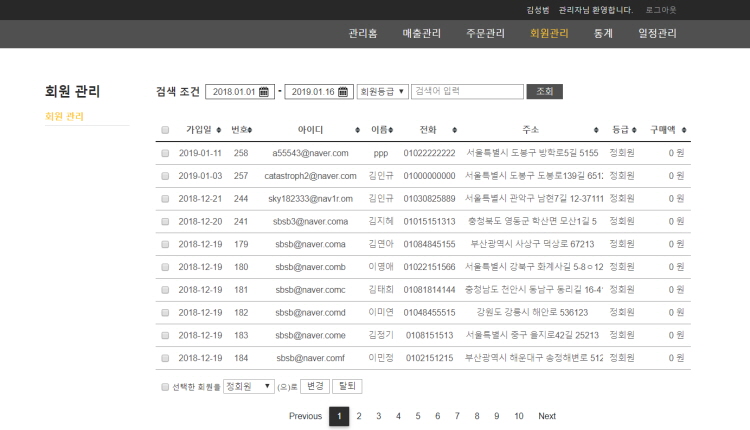 김성범 관리자님 환영합니다. 로그아웃
관리홈 매출관리 주문관리 회원관리 통계 일정관리
회원 관리
회원 관리
검색 조건 2018.01.01 - 2019.01.16 회원등급 검색어 입력 조회
가입일 번호 아이디 이름 전화 주소 등급 구매액
2019-01-11 258 a55543@naver.com ppp 01022222222 서울특별시 도봉구 방학로5길 5155 정회원 0 원
2019-01-03 257 catastroph2@naver.com 김인규 01000000000 서울특별시 도봉구 도봉로139길 651 정회원 0 원
2018-12-21 244 sky182333@nav1r.om 김인규 01030825889 서울특별시 관악구 남현7길 12-37111 정회원 0 원
2018-12-20 241 sbsb3@naver.coma 김지혜 01015151313 충청북도 영동군 학산면 모산1길 5 정회원 0 원
2018-12-19 179 sbsb@naver.coma 김연아 01084845155 부산광역시 사상구 덕상로 67213 정회원 0 원
2018-12-19 180 sbsb@naver.comb 이영애 01022151566 서울특별시 강북구 화계사길 5-8ㅇ12 정회원 0 원
2018-12-19 181 sbsb@naver.comc 김태희 01081814144 충청남도 천안시 동남구 동리길 16-4 정회원 0 원
2018-12-19 182 sbsb@naver.comd 이미연 01048455515 강원도 강릉시 해안로 536123 정회원 0 원
2018-12-19 183 sbsb@naver.come 김정기 0108151513 서울특별시 중구 을지로42길 25213 정회원 0 원
2018-12-19 184 sbsb@naver.comf 이민정 0102151215 부산광역시 해운대구 송정해변로 512 정회원 0 원
선택한 회원을 정회원 (으)로 변경 탈퇴
Previous 1 2 3 4 5 6 7 8 9 10 Next